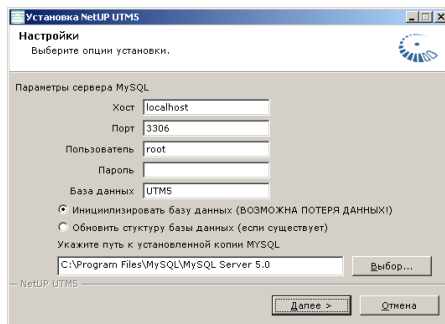 Установка NetUP UTM5
Настройки
Выберите опции установки.
Параметры сервера MySQL
Хост localhost
Порт 3306
Пользователь root
Пароль
База данных UTM5
Инициилизировать базу данных (ВОЗМОЖНА ПОТЕРЯ ДАННЫХ!)
Обновить стуктуру базы данных (если существует)
Укажите путь к установленной копии MYSQL
C:\Program Files\MySQL\MySQL Server 5.0 Выбор...
NetUP UTM5
Далее > Отмена